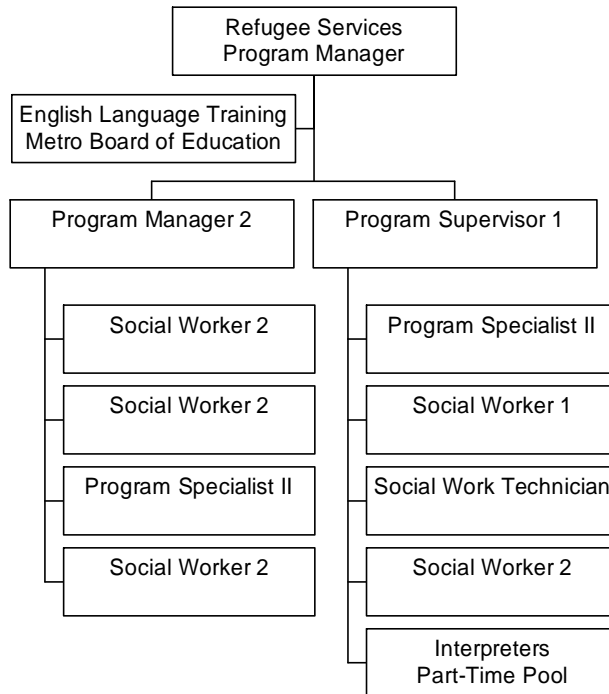 Refugee Services
Program Manager
English Language Training
Metro Board of Education
Program Manager 2
Social Worker 2
Social Worker 2
Program Specialist II
Social Worker 2
Program Supervisor 1
Program Specialist II
Social Worker 1
Social Work Technician
Social Worker 2
Interpreters
Part-Time Pool